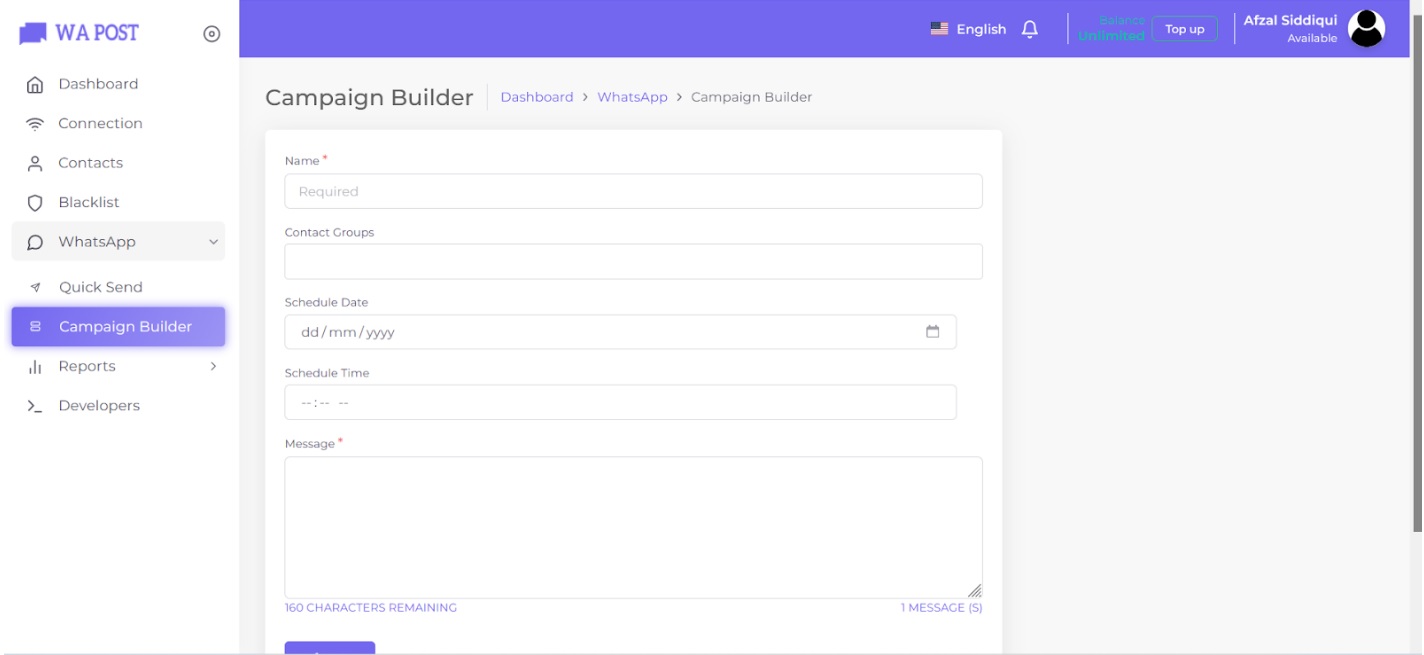 WA POST
Dashboard
Connection
Contacts
Blacklist
WhatsApp
Quick Send
Campaign Builder
Reports
Developers
English
Balance
Unlimited
Top up
Afzal Siddiqui
Available
Campaign Builder
Dashboard > WhatsApp > Campaign Builder
Name *
Required
Contact Groups
Schedule Date
dd/mm/yyyy
Schedule Time
--:-- --
Message *
160 CHARACTERS REMAINING
1 MESSAGE (S)